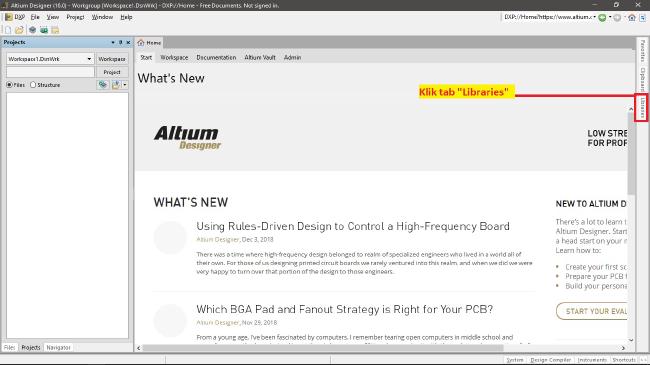 Altium Designer (16.0) - Workgroup [Workspace1.DsnWrk] - DXP://Home - Free Documents. Not signed in.
DXP File View Project Window Help
DXP://Home?https://www.altium.c
Projects
Home
Workspace1.DsnWrk Workspace
Project
Files Structure
Start Workspace Documentation Altium Vault Admin
What's New
Klik tab "Libraries"
Favorites
Clipboard
Libraries
Altium
Designer
LOW STRE
FOR PROF
WHAT'S NEW
Using Rules-Driven Design to Control a High-Frequency Board
Altium Designer, Dec 3, 2018
There was a time where high-frequency design belonged to realm of specialized engineers who lived in a world all of
their own. For those of us designing printed circuit boards we rarely ventured into this realm, and when we did we were
very happy to turn over that portion of the design to those engineers.
Which BGA Pad and Fanout Strategy is Right for Your PCB?
Altium Designer, Nov 29, 2018
From a young age, I've been fascinated by computers. I remember tearing open computers in middle school and
NEW TO ALTIUM D
There's a lot to learn
Altium Designer. Start
a head start on your
Learn how to:
Create your first sc
Prepare your PCB f
Build your persona
START YOUR EVAL
Files Projects Navigator
System Design Compiler Instruments Shortcuts